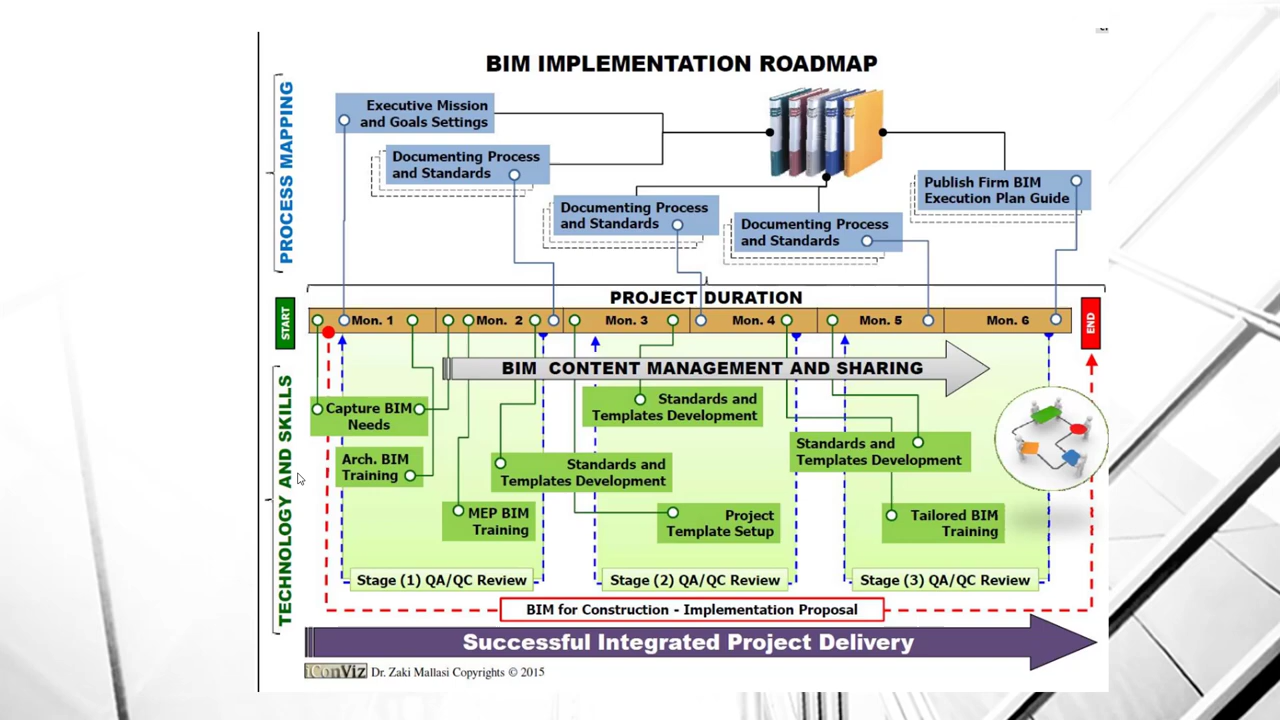 BIM IMPLEMENTATION ROADMAP
PROCESS MAPPING
Executive Mission
and Goals Settings
Documenting Process
and Standards
Documenting Process
and Standards
Documenting Process
and Standards
Publish Firm BIM
Execution Plan Guide
PROJECT DURATION
START
Mon. 1
Mon. 2
Mon. 3
Mon. 4
Mon. 5
Mon. 6
END
TECHNOLOGY AND SKILLS
BIM CONTENT MANAGEMENT AND SHARING
Capture BIM
Needs
Arch. BIM
Training
MEP BIM
Training
Standards and
Templates Development
Standards and
Templates Development
Project
Template Setup
Standards and
Templates Development
Tailored BIM
Training
Stage (1) QA/QC Review
Stage (2) QA/QC Review
Stage (3) QA/QC Review
BIM for Construction - Implementation Proposal
Successful Integrated Project Delivery
iConViz Dr. Zaki Mallasi Copyrights © 2015